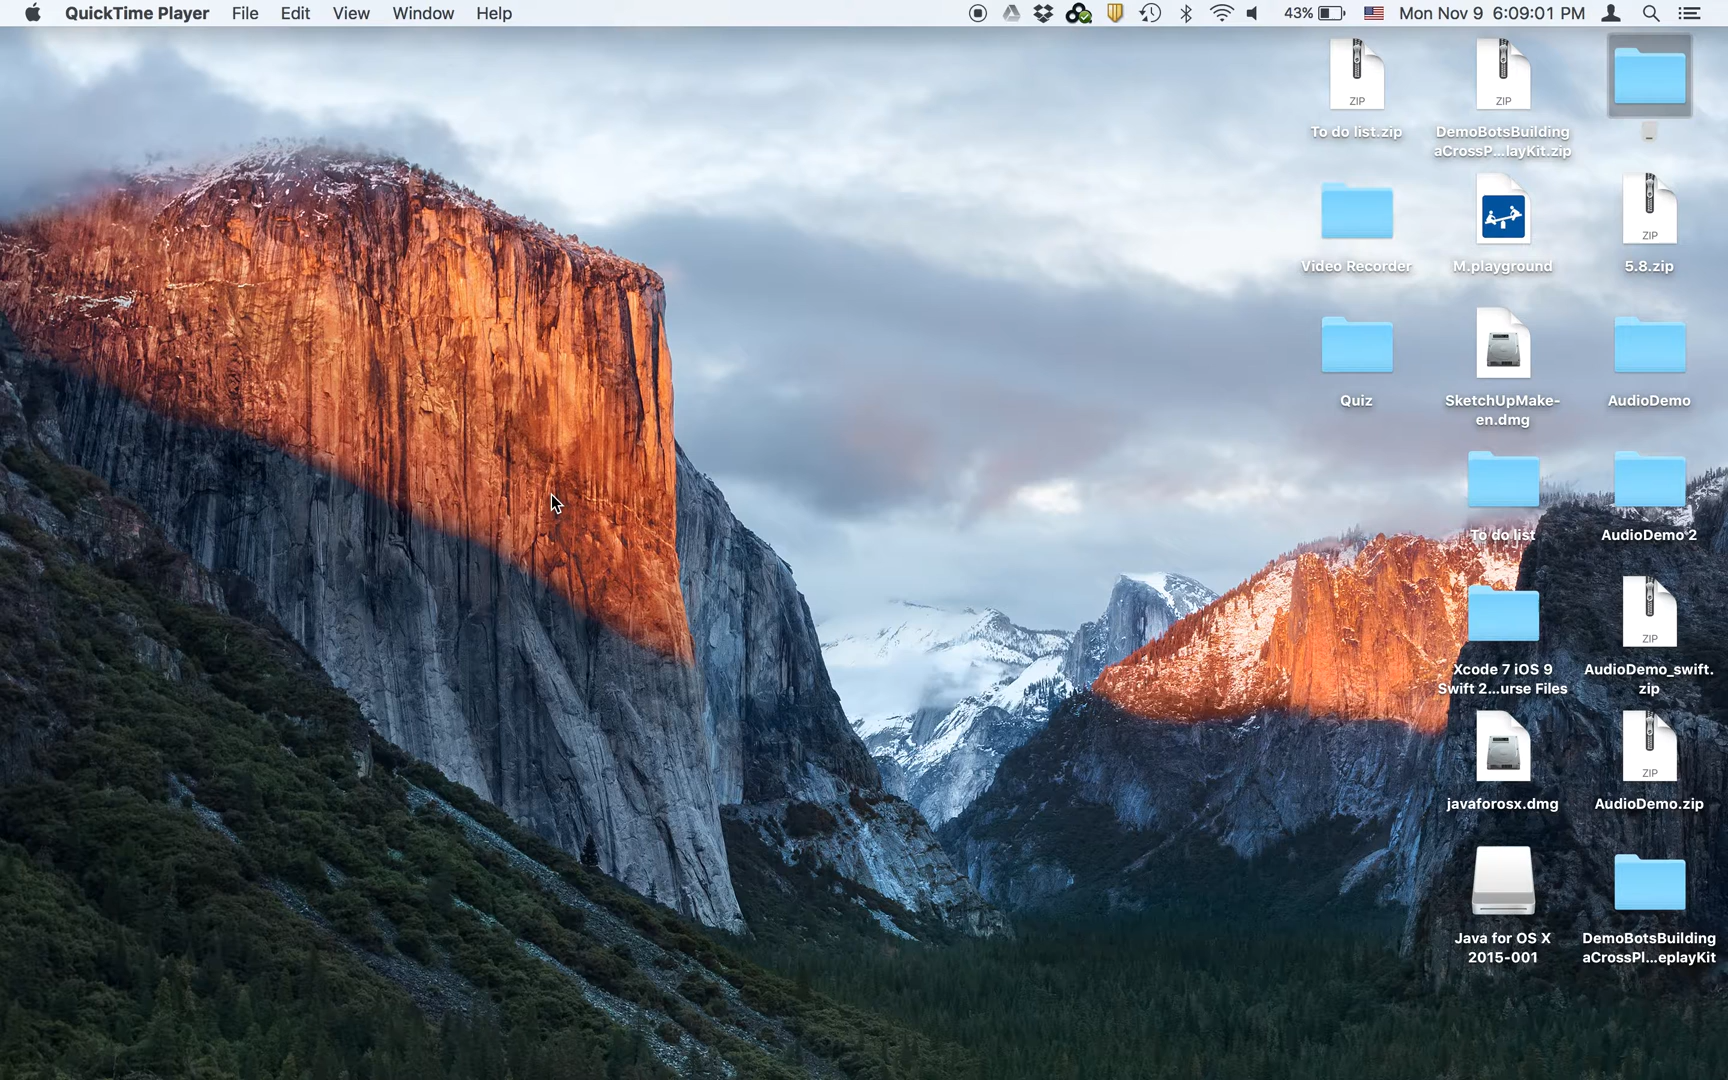 QuickTime Player File Edit View Window Help 43% Mon Nov 9 6:09:01 PM
ZIP
To do list.zip
ZIP
DemoBotsBuilding
aCrossP...layKit.zip
_
Video Recorder
M.playground
ZIP
5.8.zip
Quiz
SketchUpMake-
en.dmg
AudioDemo
To do list
AudioDemo 2
Xcode 7 iOS 9
Swift 2...urse Files
ZIP
AudioDemo_swift.
zip
javaforosx.dmg
ZIP
AudioDemo.zip
Java for OS X
2015-001
DemoBotsBuilding
aCrossPl...eplayKit